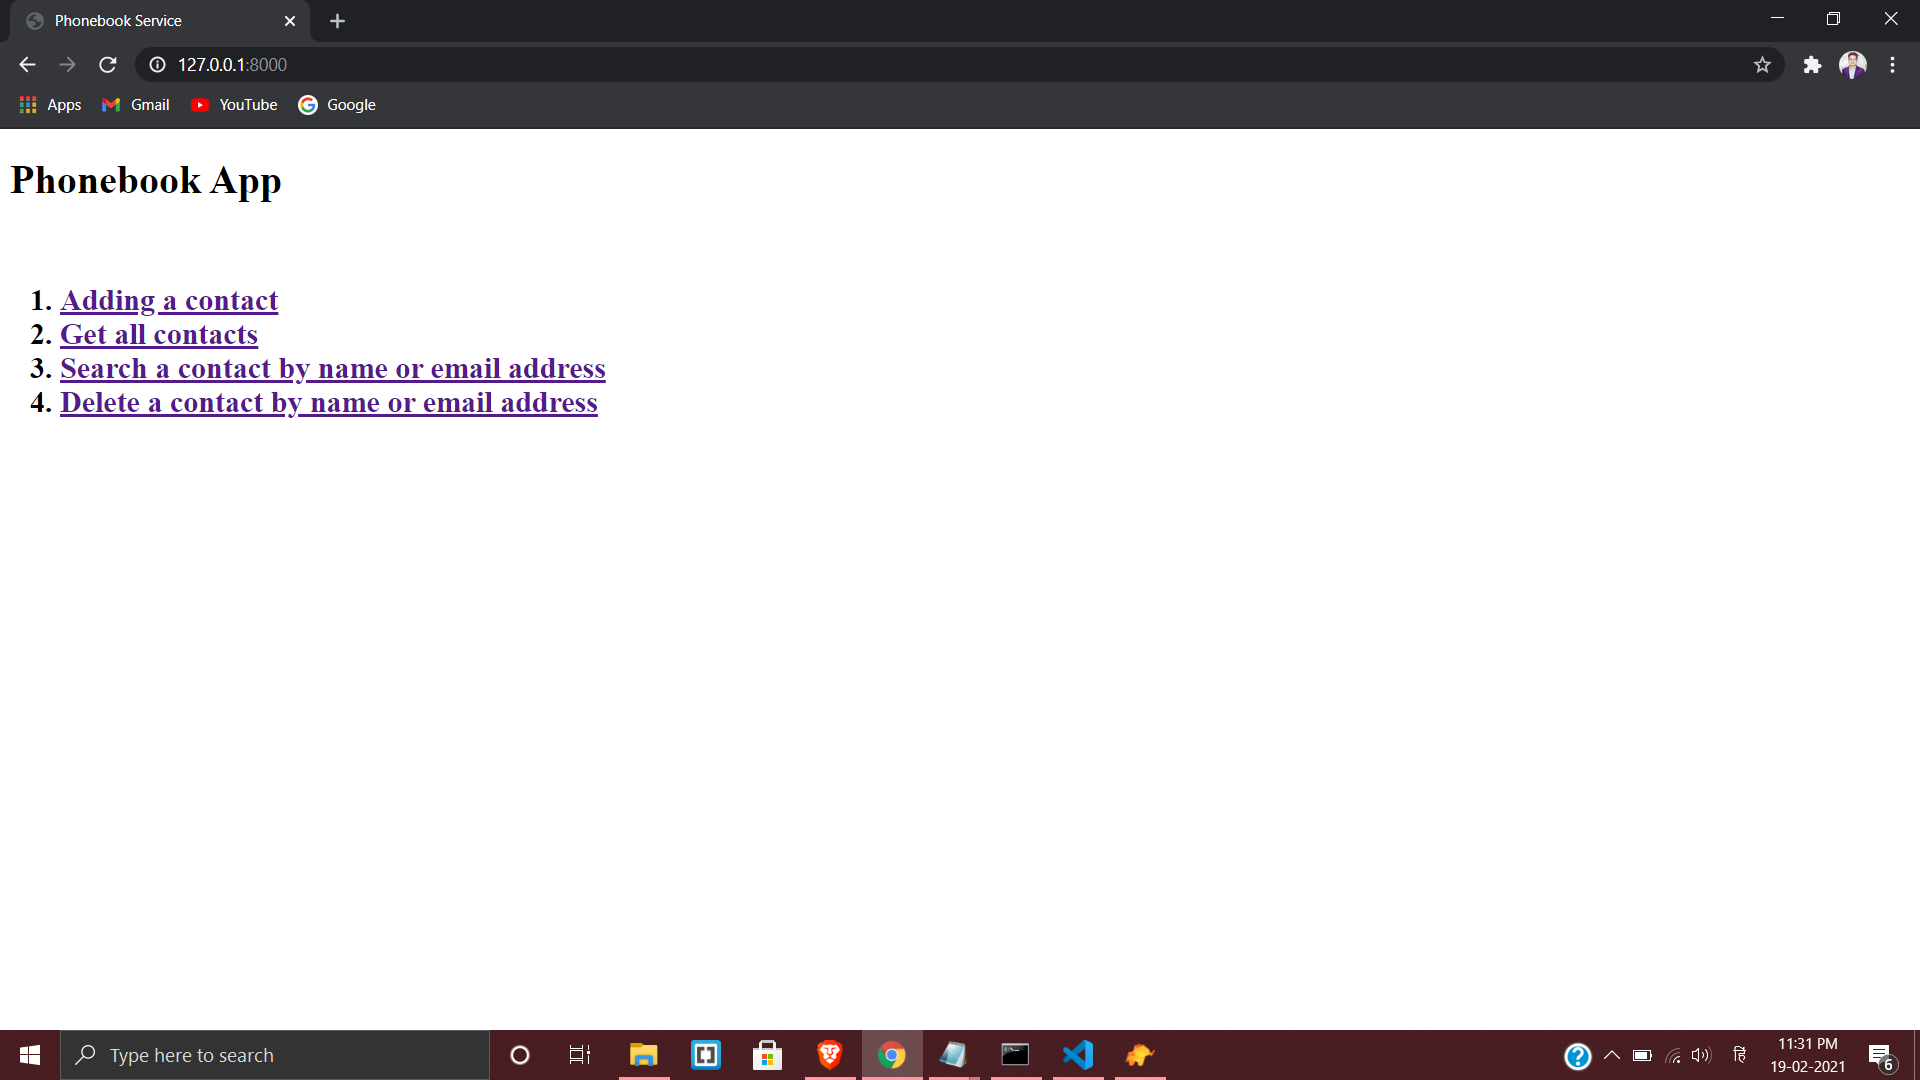 Phonebook Service
127.0.0.1:8000
Apps Gmail YouTube Google
Phonebook App
1. Adding a contact
2. Get all contacts
3. Search a contact by name or email address
4. Delete a contact by name or email address
Type here to search
हि
11:31 PM
19-02-2021
6